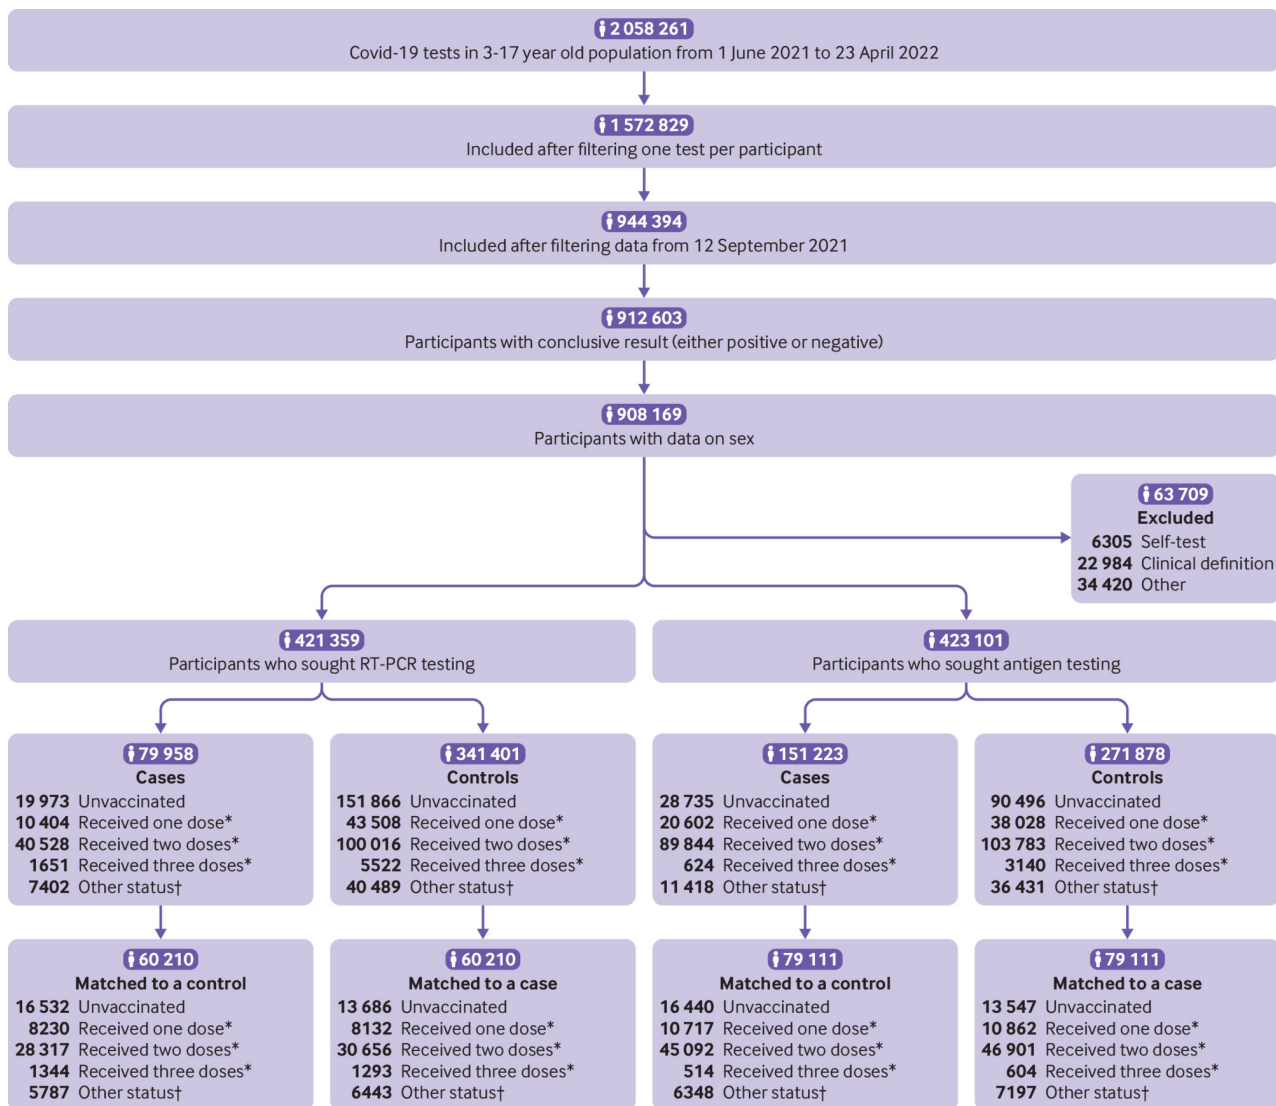 2 058 261
Covid-19 tests in 3-17 year old population from 1 June 2021 to 23 April 2022
1 572 829
Included after filtering one test per participant
944 394
Included after filtering data from 12 September 2021
912 603
Participants with conclusive result (either positive or negative)
908 169
Participants with data on sex
63 709
Excluded
6305 Self-test
22 984 Clinical definition
34 420 Other
421 359
Participants who sought RT-PCR testing
423 101
Participants who sought antigen testing
79 958
Cases
19 973 Unvaccinated
10 404 Received one dose*
40 528 Received two doses*
1651 Received three doses*
7402 Other status†
341 401
Controls
151 866 Unvaccinated
43 508 Received one dose*
100 016 Received two doses*
5522 Received three doses*
40 489 Other status†
151 223
Cases
28 735 Unvaccinated
20 602 Received one dose*
89 844 Received two doses*
624 Received three doses*
11 418 Other status†
271 878
Controls
90 496 Unvaccinated
38 028 Received one dose*
103 783 Received two doses*
3140 Received three doses*
36 431 Other status†
60 210
Matched to a control
16 532 Unvaccinated
8230 Received one dose*
28 317 Received two doses*
1344 Received three doses*
5787 Other status†
60 210
Matched to a case
13 686 Unvaccinated
8132 Received one dose*
30 656 Received two doses*
1293 Received three doses*
6443 Other status†
79 111
Matched to a control
16 440 Unvaccinated
10 717 Received one dose*
45 092 Received two doses*
514 Received three doses*
6348 Other status†
79 111
Matched to a case
13 547 Unvaccinated
10 862 Received one dose*
46 901 Received two doses*
604 Received three doses*
7197 Other status†